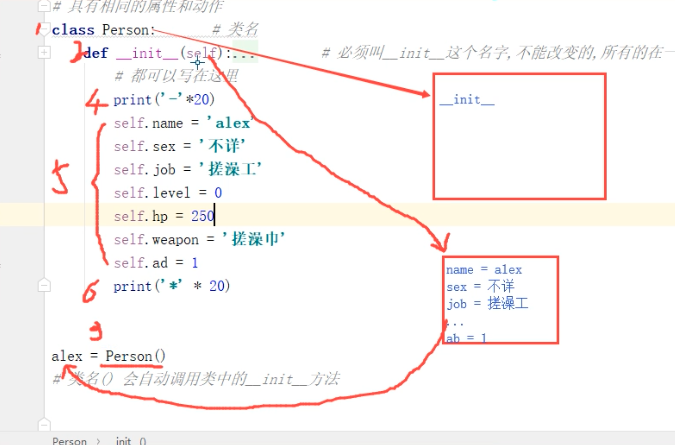 # 具有相同的属性和动作
1 class Person: # 类名
2 def __init__(self):... # 必须叫__init__这个名字,不能改变的,所有的在一
# 都可以写在这里
4 print('-'*20)
self.name = 'alex'
self.sex = '不详'
5 self.job = '搓澡工'
self.level = 0
self.hp = 250
self.weapon = '搓澡巾'
self.ad = 1
6 print('*' * 20)
3
alex = Person()
# 类名() 会自动调用类中的__init__方法
__init__
name = alex
sex = 不详
job = 搓澡工
...
ab = 1
Person > __init__()